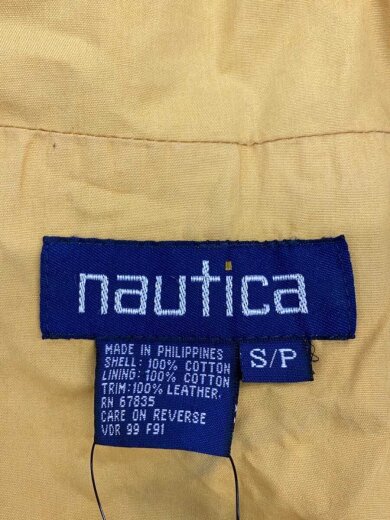 nautica
MADE IN PHILIPPINES
SHELL: 100% COTTON
LINING: 100% COTTON
TRIM:100% LEATHER.
RN 67835
CARE ON REVERSE
VDR 99 F91
S/P